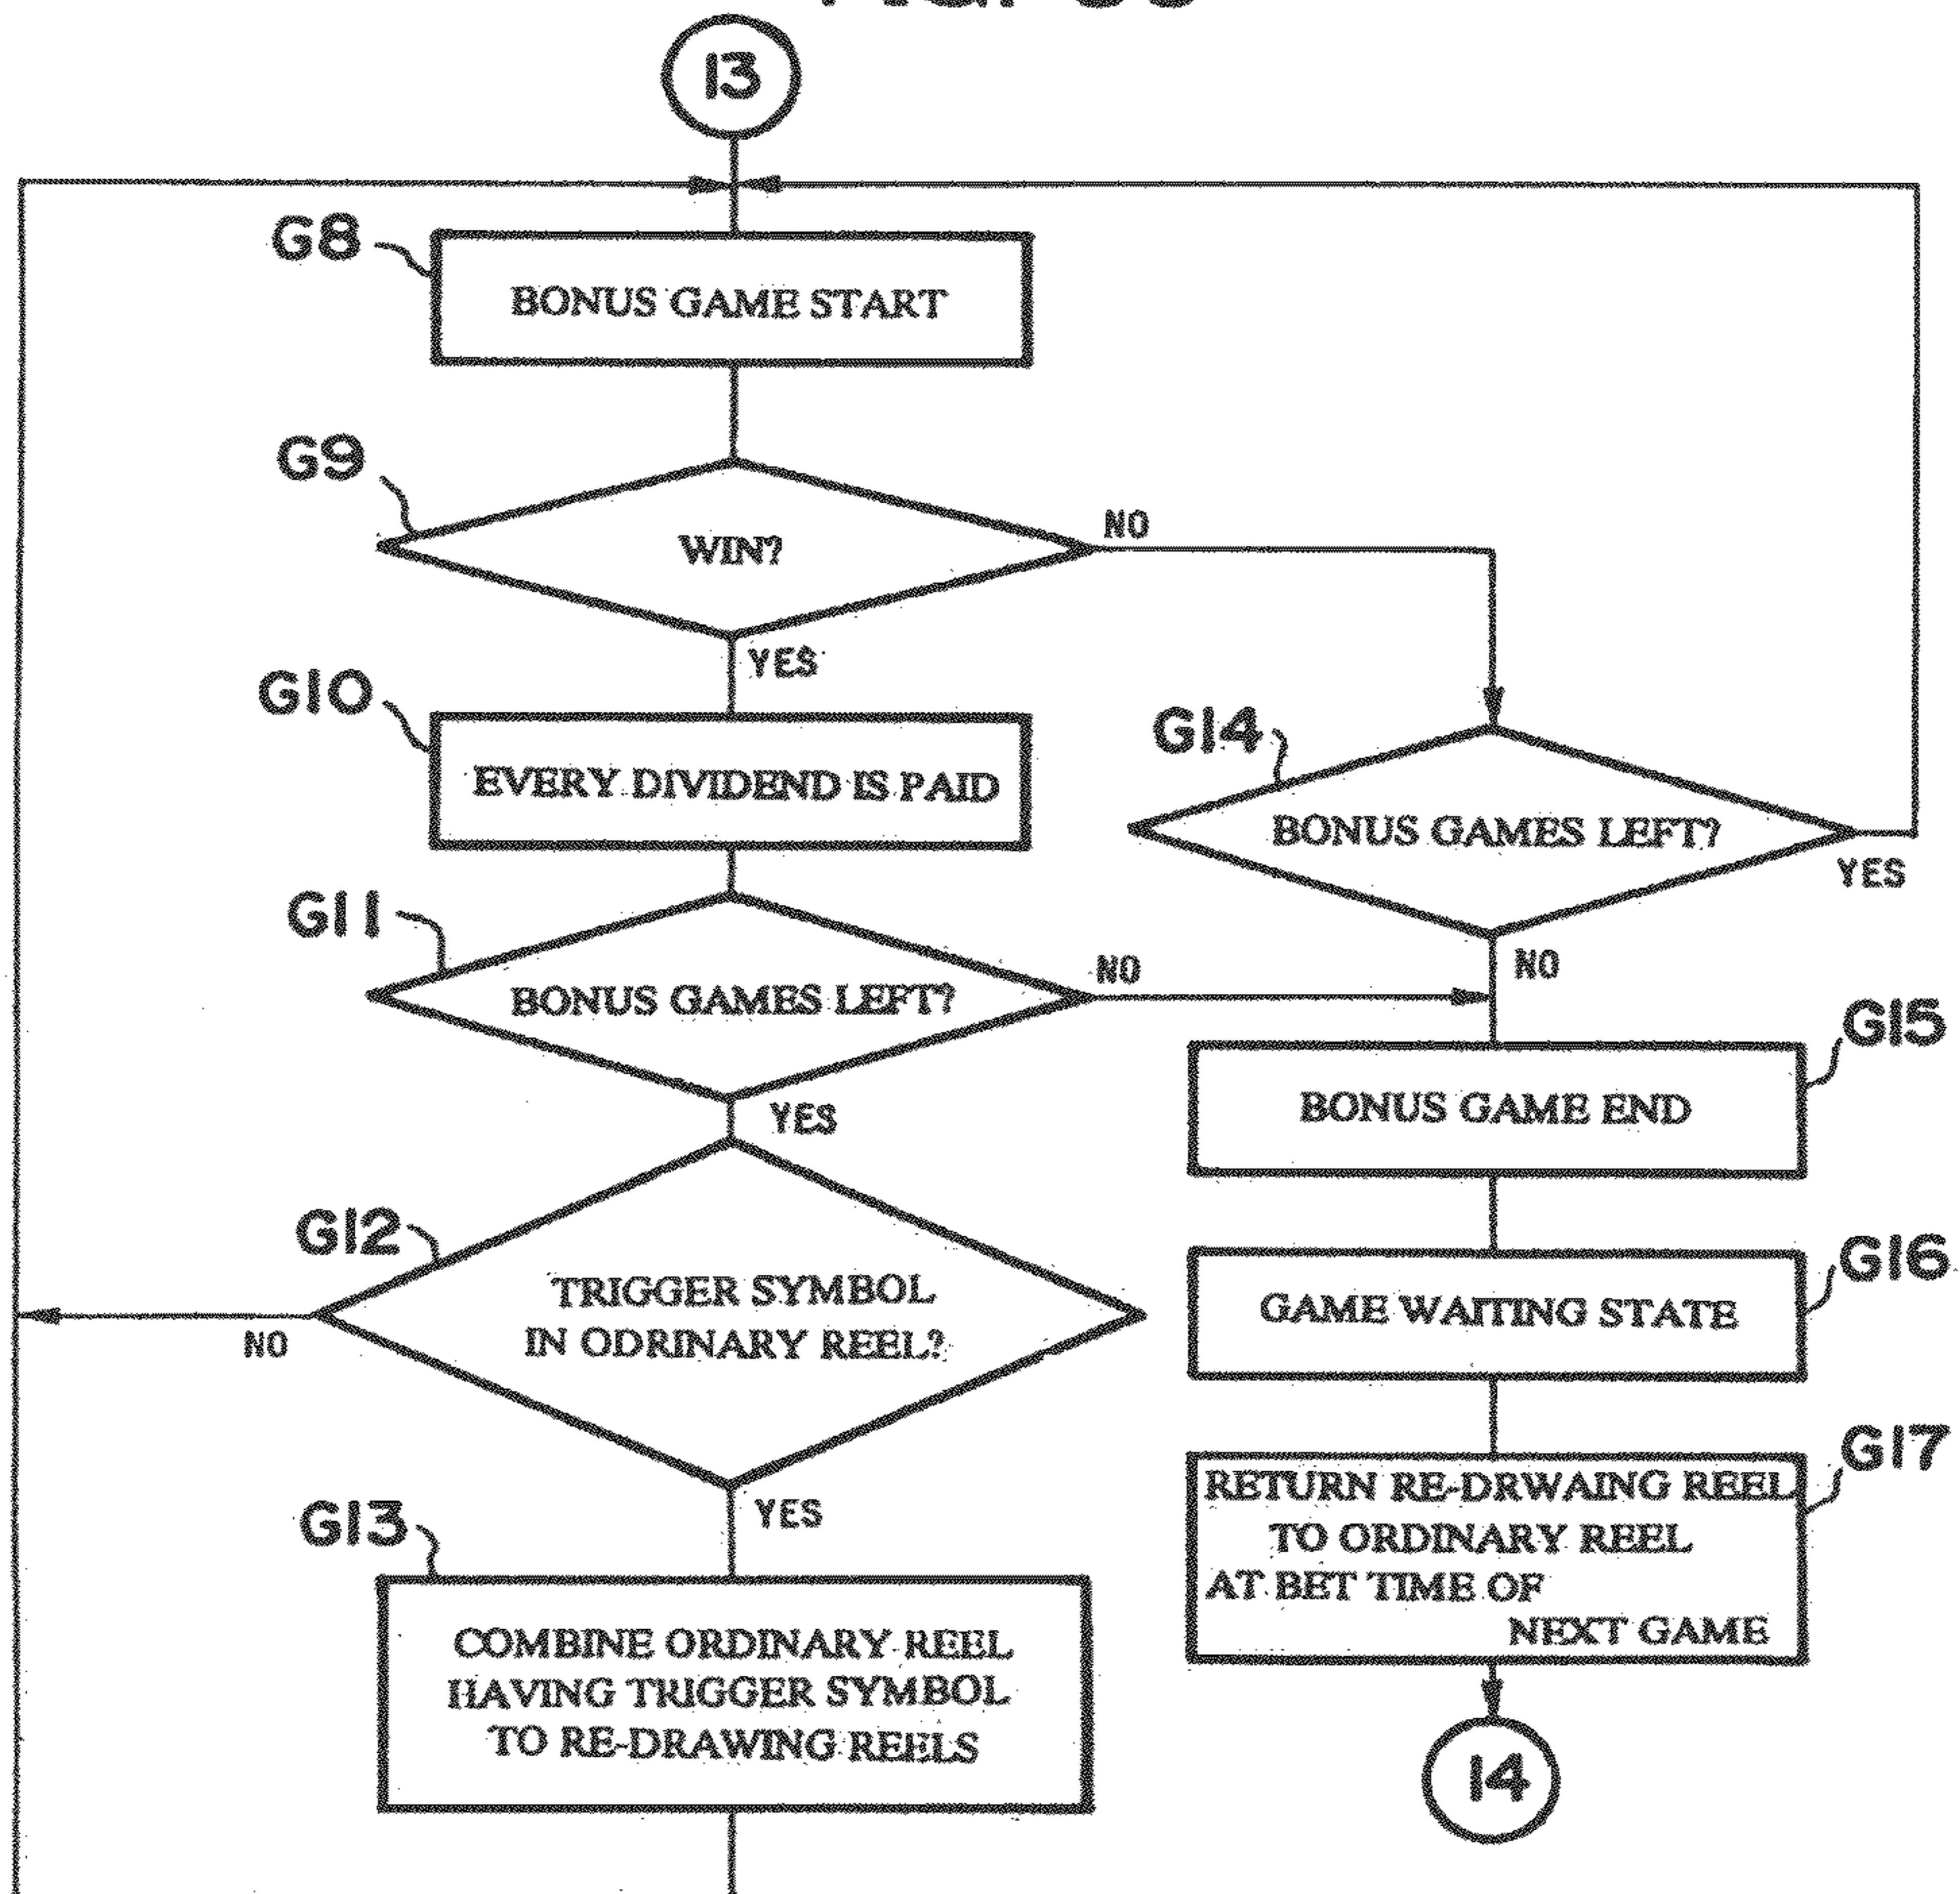 13
G8
BONUS GAME START
G9
WIN?
NO
YES
G10
EVERY DIVIDEND IS PAID
G14
BONUS GAMES LEFT?
YES
NO
G11
BONUS GAMES LEFT?
NO
YES
G15
BONUS GAME END
G12
TRIGGER SYMBOL
IN ODRINARY REEL?
NO
YES
G16
GAME WAITING STATE
G17
RETURN RE-DRWAING REEL
TO ORDINARY REEL
AT BET TIME OF
NEXT GAME
G13
COMBINE ORDINARY REEL
HAVING TRIGGER SYMBOL
TO RE-DRAWING REELS
14